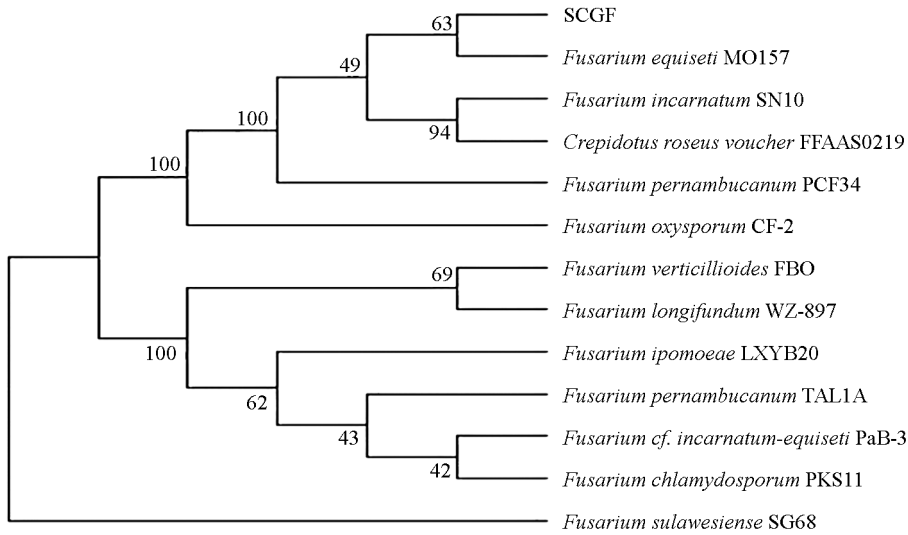 SCGF
63
Fusarium equiseti MO157
49
Fusarium incarnatum SN10
100
94
Crepidotus roseus voucher FFAAS0219
100
Fusarium pernambucanum PCF34
Fusarium oxysporum CF-2
69
Fusarium verticillioides FBO
Fusarium longifundum WZ-897
100
Fusarium ipomoeae LXYB20
62
Fusarium pernambucanum TAL1A
43
Fusarium cf. incarnatum-equiseti PaB-3
42
Fusarium chlamydosporum PKS11
Fusarium sulawesiense SG68